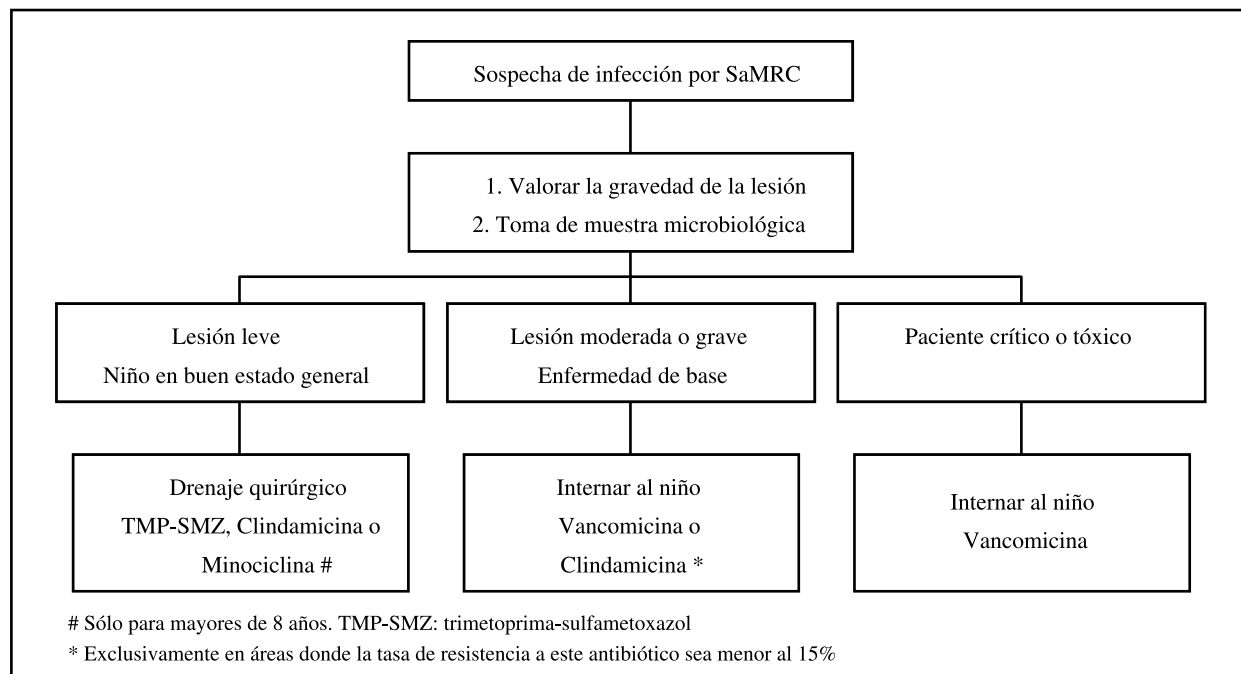 Sospecha de infección por SaMRC
1. Valorar la gravedad de la lesión
2. Toma de muestra microbiológica
Lesión leve
Niño en buen estado general
Lesión moderada o grave
Enfermedad de base
Paciente crítico o tóxico
Drenaje quirúrgico
TMP-SMZ, Clindamicina o
Minociclina #
Internar al niño
Vancomicina o
Clindamicina *
Internar al niño
Vancomicina
# Sólo para mayores de 8 años. TMP-SMZ: trimetoprima-sulfametoxazol
* Exclusivamente en áreas donde la tasa de resistencia a este antibiótico sea menor al 15%